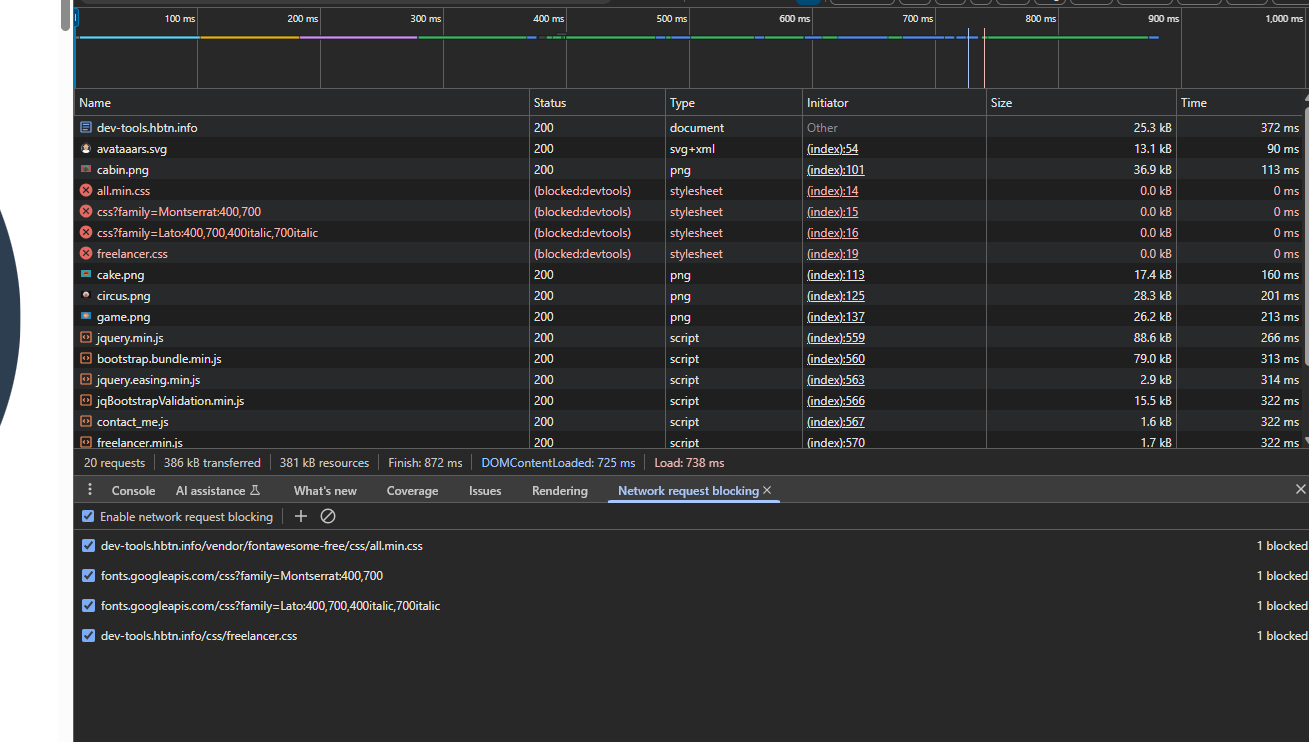 100 ms 200 ms 300 ms 400 ms 500 ms 600 ms 700 ms 800 ms 900 ms 1,000 ms
Name Status Type Initiator Size Time
dev-tools.hbtn.info 200 document Other 25.3 kB 372 ms
avataaars.svg 200 svg+xml (index):54 13.1 kB 90 ms
cabin.png 200 png (index):101 36.9 kB 113 ms
all.min.css (blocked:devtools) stylesheet (index):14 0.0 kB 0 ms
css?family=Montserrat:400,700 (blocked:devtools) stylesheet (index):15 0.0 kB 0 ms
css?family=Lato:400,700,400italic,700italic (blocked:devtools) stylesheet (index):16 0.0 kB 0 ms
freelancer.css (blocked:devtools) stylesheet (index):19 0.0 kB 0 ms
cake.png 200 png (index):113 17.4 kB 160 ms
circus.png 200 png (index):125 28.3 kB 201 ms
game.png 200 png (index):137 26.2 kB 213 ms
jquery.min.js 200 script (index):559 88.6 kB 266 ms
bootstrap.bundle.min.js 200 script (index):560 79.0 kB 313 ms
jquery.easing.min.js 200 script (index):563 2.9 kB 314 ms
jqBootstrapValidation.min.js 200 script (index):566 15.5 kB 322 ms
contact_me.js 200 script (index):567 1.6 kB 322 ms
freelancer.min.js 200 script (index):570 1.7 kB 322 ms
20 requests 386 kB transferred 381 kB resources Finish: 872 ms DOMContentLoaded: 725 ms Load: 738 ms
Console AI assistance What's new Coverage Issues Rendering Network request blocking
Enable network request blocking
dev-tools.hbtn.info/vendor/fontawesome-free/css/all.min.css 1 blocked
fonts.googleapis.com/css?family=Montserrat:400,700 1 blocked
fonts.googleapis.com/css?family=Lato:400,700,400italic,700italic 1 blocked
dev-tools.hbtn.info/css/freelancer.css 1 blocked